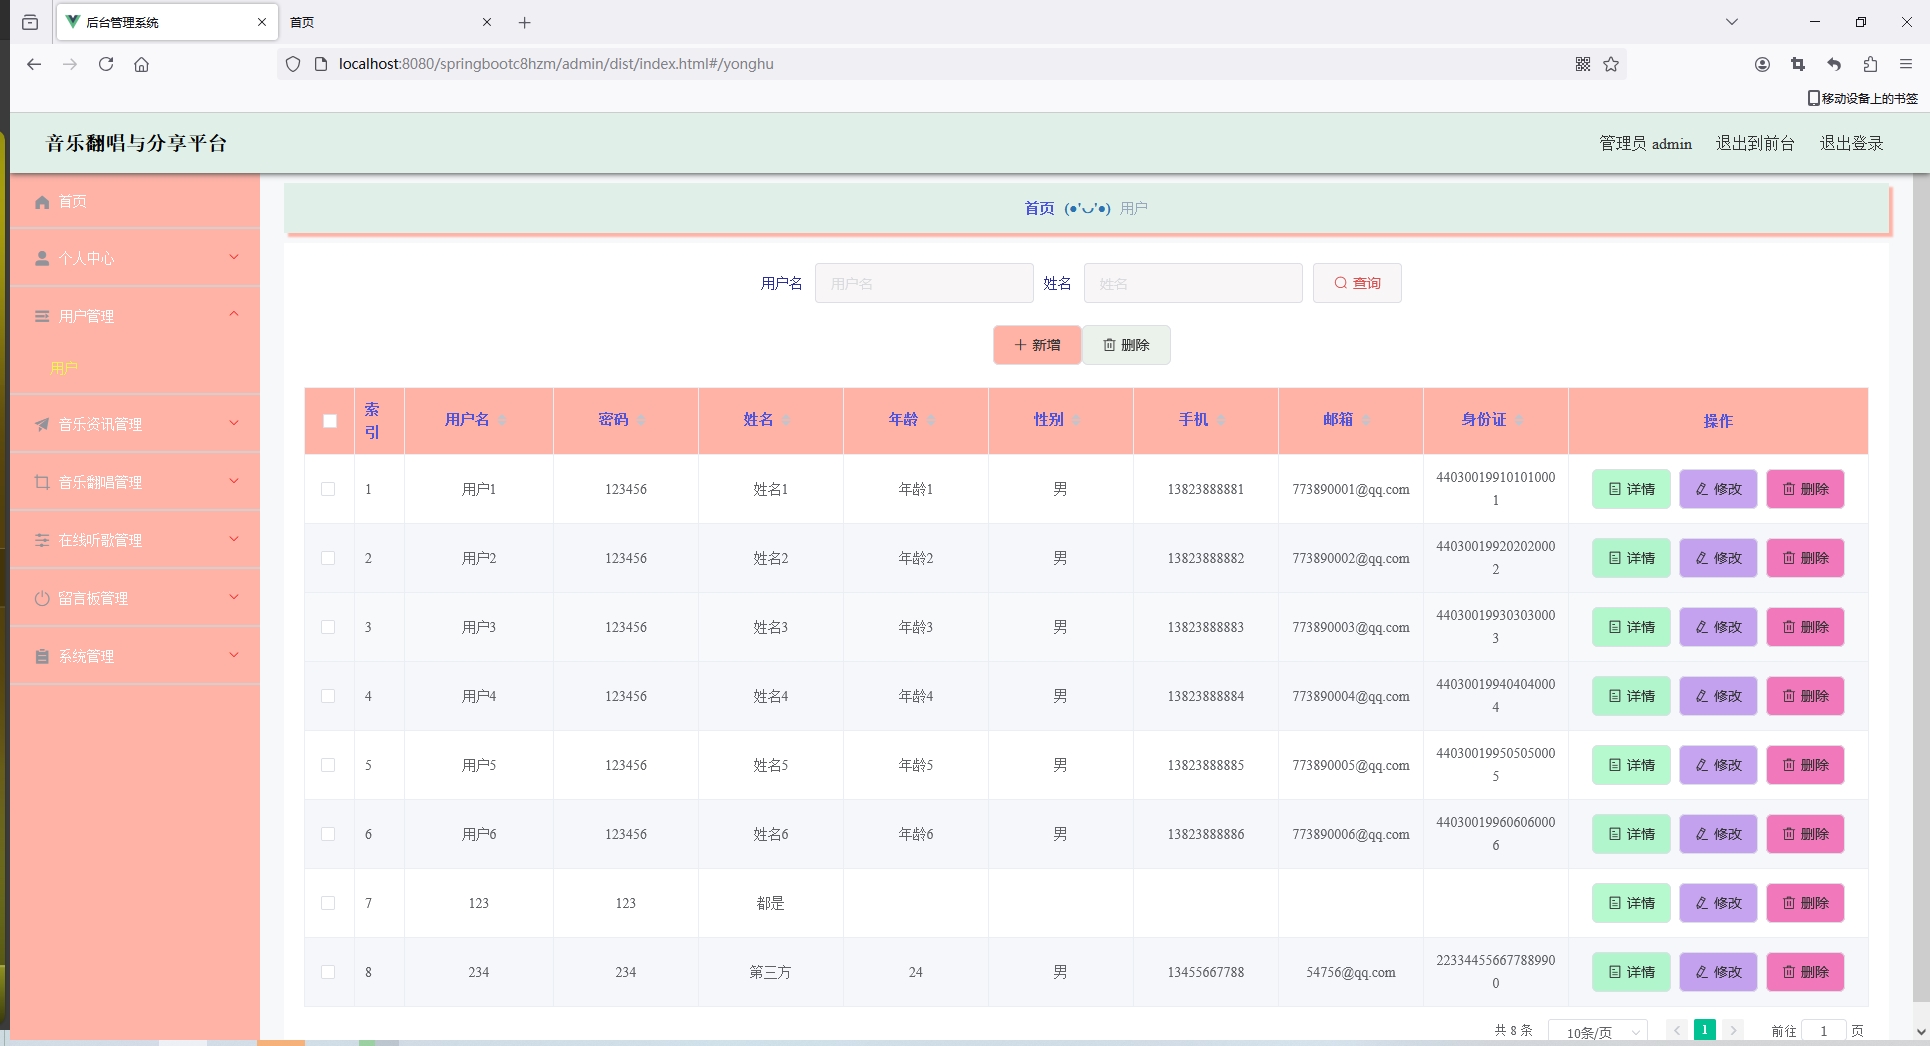 后台管理系统
首页
localhost:8080/springbootc8hzm/admin/dist/index.html#/yonghu
移动设备上的书签
音乐翻唱与分享平台
管理员 admin
退出到前台
退出登录
首页
个人中心
用户管理
用户
音乐资讯管理
音乐翻唱管理
在线听歌管理
留言板管理
系统管理
首页 (●'◡'●) 用户
用户名 用户名 姓名 姓名 查询
新增 删除
索引 用户名 密码 姓名 年龄 性别 手机 邮箱 身份证 操作
1 用户1 123456 姓名1 年龄1 男 13823888881 773890001@qq.com 440300199101010001 详情 修改 删除
2 用户2 123456 姓名2 年龄2 男 13823888882 773890002@qq.com 440300199202020002 详情 修改 删除
3 用户3 123456 姓名3 年龄3 男 13823888883 773890003@qq.com 440300199303030003 详情 修改 删除
4 用户4 123456 姓名4 年龄4 男 13823888884 773890004@qq.com 440300199404040004 详情 修改 删除
5 用户5 123456 姓名5 年龄5 男 13823888885 773890005@qq.com 440300199505050005 详情 修改 删除
6 用户6 123456 姓名6 年龄6 男 13823888886 773890006@qq.com 440300199606060006 详情 修改 删除
7 123 123 都是 详情 修改 删除
8 234 234 第三方 24 男 13455667788 54756@qq.com 223344556677889900 详情 修改 删除
共 8 条 10条/页 1 前往 1 页